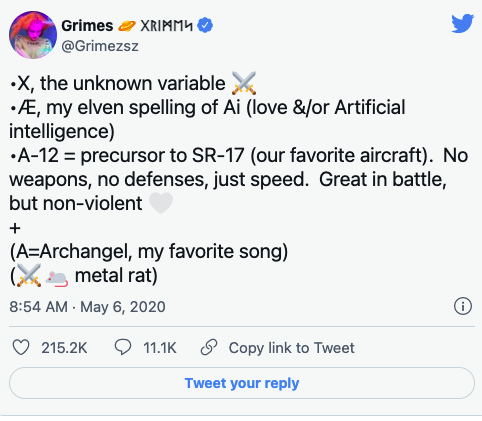 Grimes 🪐 ᚷᚱᛁᛗᛖᛋ
@Grimezsz
•X, the unknown variable ⚔️
•Æ, my elven spelling of Ai (love &/or Artificial
intelligence)
•A-12 = precursor to SR-17 (our favorite aircraft). No
weapons, no defenses, just speed. Great in battle,
but non-violent 🤍
+
(A=Archangel, my favorite song)
(⚔️🐁 metal rat)
8:54 AM · May 6, 2020
215.2K 11.1K Copy link to Tweet
Tweet your reply